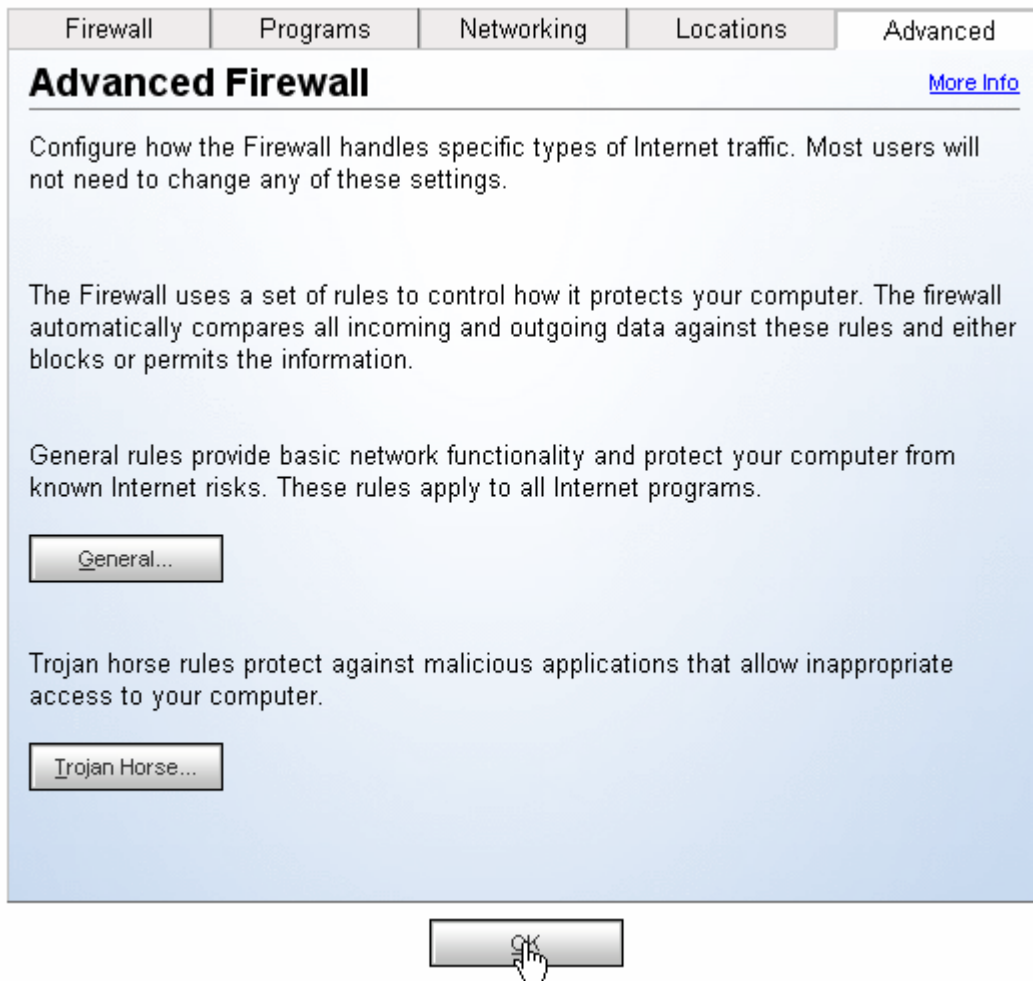 Firewall Programs Networking Locations Advanced
Advanced Firewall More Info
Configure how the Firewall handles specific types of Internet traffic. Most users will
not need to change any of these settings.
The Firewall uses a set of rules to control how it protects your computer. The firewall
automatically compares all incoming and outgoing data against these rules and either
blocks or permits the information.
General rules provide basic network functionality and protect your computer from
known Internet risks. These rules apply to all Internet programs.
General...
Trojan horse rules protect against malicious applications that allow inappropriate
access to your computer.
Trojan Horse...
OK